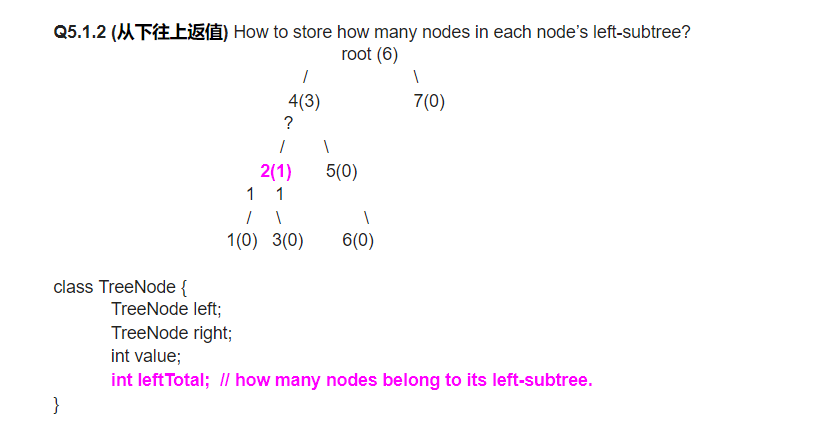 Q5.1.2 (从下往上返值) How to store how many nodes in each node's left-subtree?
root (6)
/ \
4(3) 7(0)
?
/ \
2(1) 5(0)
1 1
/ \ \
1(0) 3(0) 6(0)
class TreeNode {
TreeNode left;
TreeNode right;
int value;
int leftTotal; // how many nodes belong to its left-subtree.
}